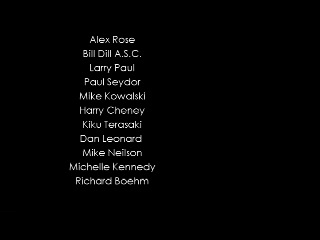 Alex Rose
Bill Dill A.S.C.
Larry Paul
Paul Seydor
Mike Kowalski
Harry Cheney
Kiku Terasaki
Dan Leonard
Mike Neilson
Michelle Kennedy
Richard Boehm